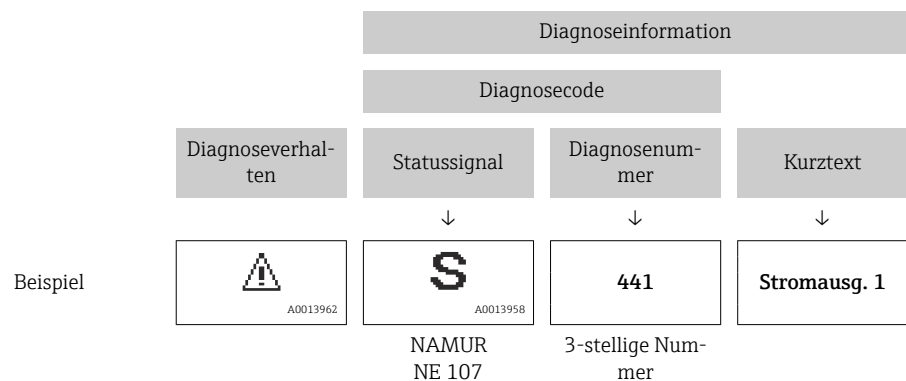 Diagnoseinformation
Diagnosecode
Diagnoseverhal-
ten
Statussignal
Diagnosenum-
mer
Kurztext
↓ ↓ ↓
Beispiel
A0013962
S
A0013958
441
Stromausg. 1
NAMUR
NE 107
3-stellige Num-
mer